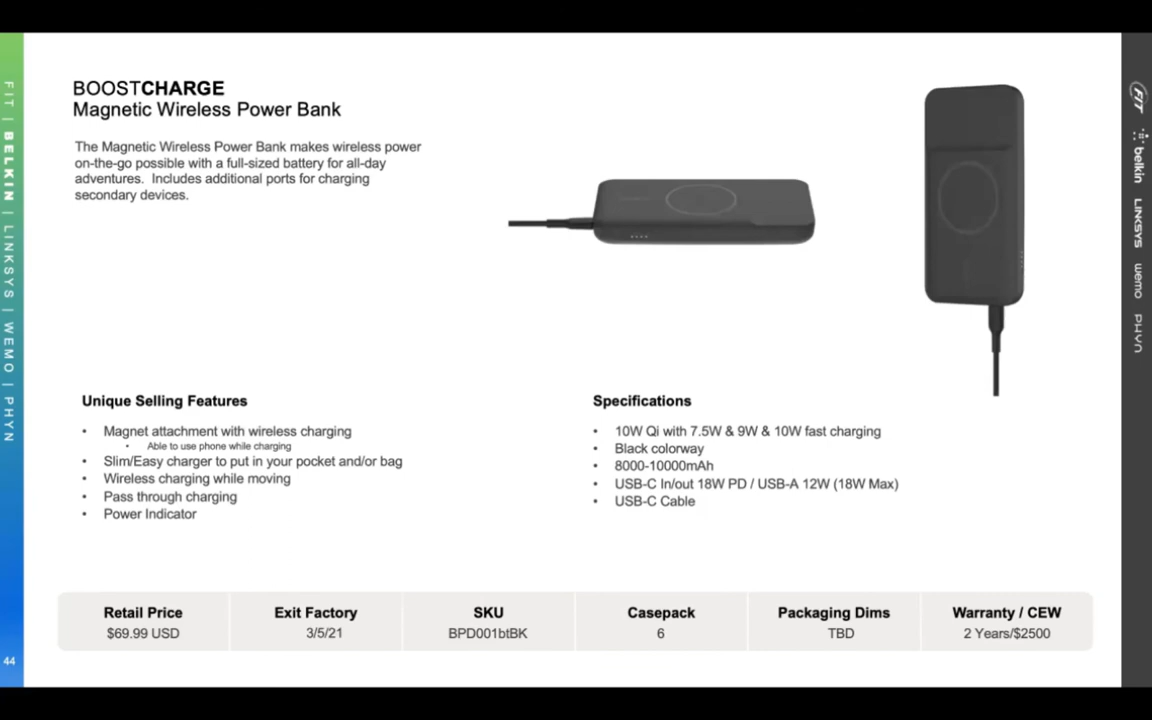 FIT | BELKIN | LINKSYS | WEMO | PHYN
44
BOOSTCHARGE
Magnetic Wireless Power Bank
The Magnetic Wireless Power Bank makes wireless power
on-the-go possible with a full-sized battery for all-day
adventures.  Includes additional ports for charging
secondary devices.
Unique Selling Features
• Magnet attachment with wireless charging
• Able to use phone while charging
• Slim/Easy charger to put in your pocket and/or bag
• Wireless charging while moving
• Pass through charging
• Power Indicator
Specifications
• 10W Qi with 7.5W & 9W & 10W fast charging
• Black colorway
• 8000-10000mAh
• USB-C In/out 18W PD / USB-A 12W (18W Max)
• USB-C Cable
Retail Price
$69.99 USD
Exit Factory
3/5/21
SKU
BPD001btBK
Casepack
6
Packaging Dims
TBD
Warranty / CEW
2 Years/$2500
FIT
belkin
LINKSYS
wemo
PHYN